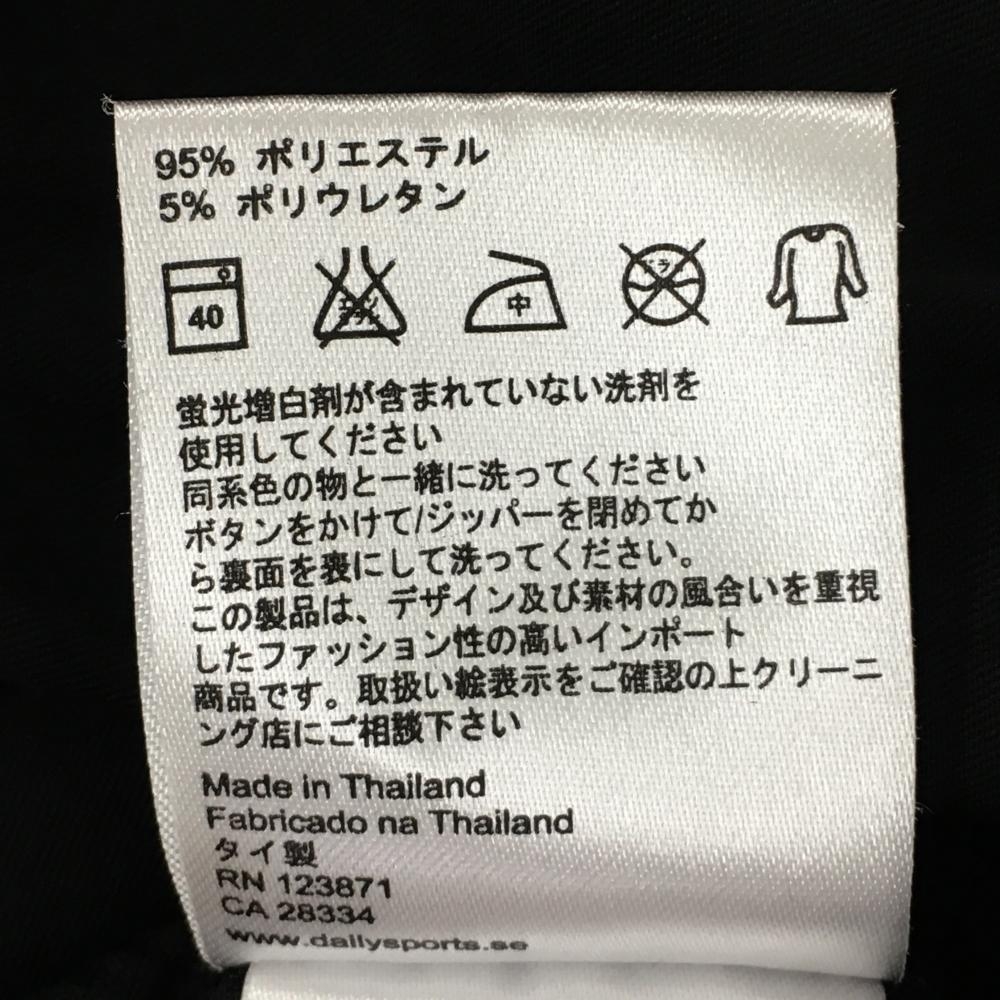 95% ポリエステル
5% ポリウレタン
40 中
蛍光増白剤が含まれていない洗剤を
使用してください
同系色の物と一緒に洗ってください
ボタンをかけて/ジッパーを閉めてか
ら裏面を表にして洗ってください。
この製品は、デザイン及び素材の風合いを重視
したファッション性の高いインポート
商品です。取扱い絵表示をご確認の上クリーニ
ング店にご相談下さい
Made in Thailand
Fabricado na Thailand
タイ製
RN 123871
CA 28334
www.dailysports.se